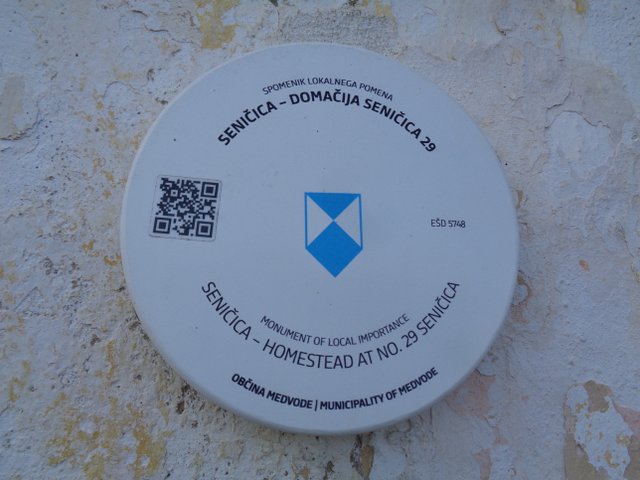 SPOMENIK LOKALNEGA POMENA
SENIČICA – DOMAČIJA SENIČICA 29
EŠD 5748
MONUMENT OF LOCAL IMPORTANCE
SENIČICA – HOMESTEAD AT NO. 29 SENIČICA
OBČINA MEDVODE | MUNICIPALITY OF MEDVODE